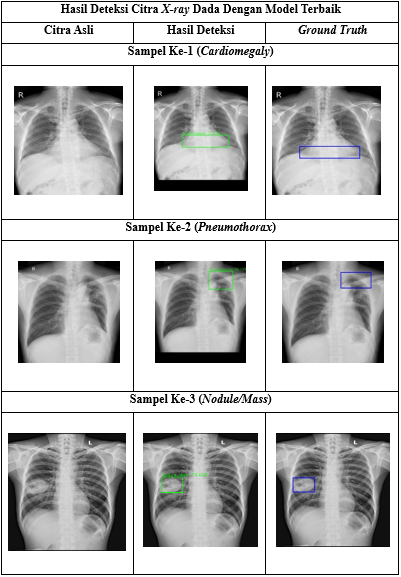 Hasil Deteksi Citra X-ray Dada Dengan Model Terbaik
Citra Asli Hasil Deteksi Ground Truth
Sampel Ke-1 (Cardiomegaly)
R R R
Sampel Ke-2 (Pneumothorax)
Sampel Ke-3 (Nodule/Mass)
L L L